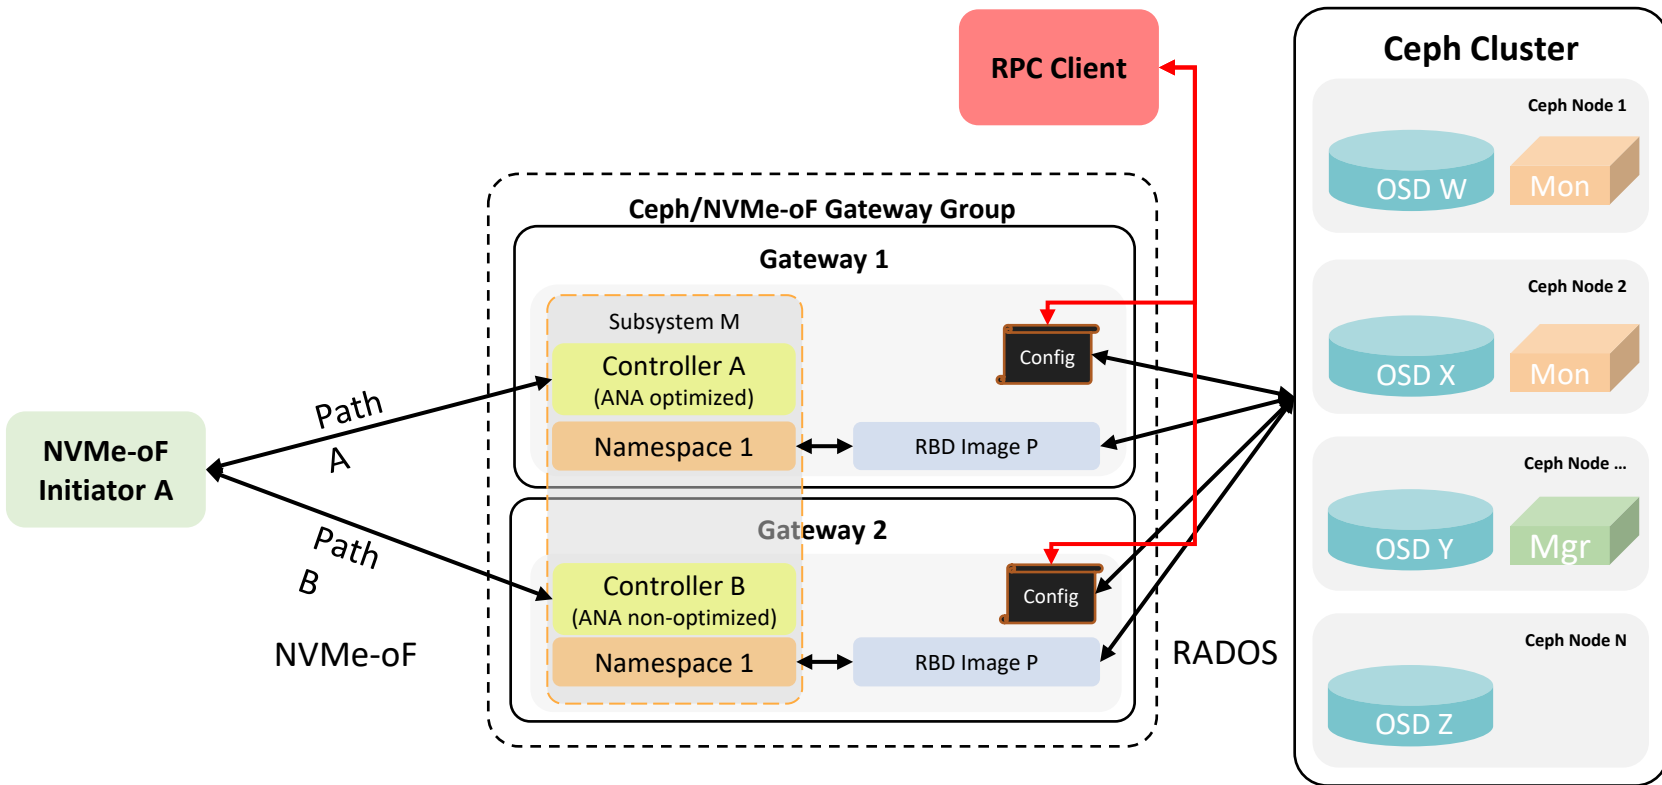 RPC Client
Ceph/NVMe-oF Gateway Group
Gateway 1
Subsystem M
Controller A
(ANA optimized)
Namespace 1
Config
RBD Image P
Path
A
NVMe-oF
Initiator A
Path
B
NVMe-oF
Gateway 2
Controller B
(ANA non-optimized)
Namespace 1
Config
RBD Image P
RADOS
Ceph Cluster
Ceph Node 1
OSD W
Mon
Ceph Node 2
OSD X
Mon
Ceph Node ...
OSD Y
Mgr
Ceph Node N
OSD Z